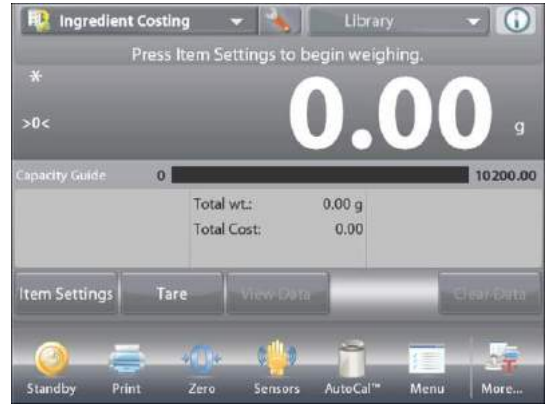 Ingredient Costing Library
Press Item Settings to begin weighing.
*
>0< 0.00 g
Capacity Guide 0 10200.00
Total wt.: 0.00 g
Total Cost: 0.00
Item Settings Tare View Data Clear Data
Standby Print Zero Sensors AutoCal™ Menu More...